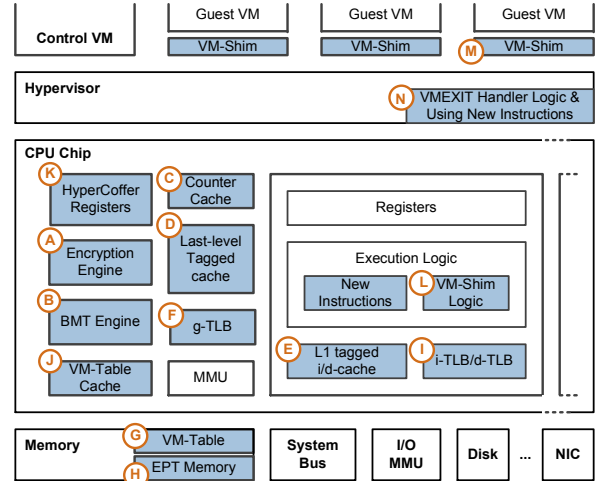 Guest VM
Guest VM
Guest VM
Control VM
VM-Shim
VM-Shim
M
VM-Shim
Hypervisor
N
VMEXIT Handler Logic &
Using New Instructions
CPU Chip
K
HyperCoffer
Registers
C
Counter
Cache
Registers
A
Encryption
Engine
D
Last-level
Tagged
cache
Execution Logic
New
Instructions
L
VM-Shim
Logic
B
BMT Engine
F
g-TLB
E
L1 tagged
i/d-cache
I
i-TLB/d-TLB
J
VM-Table
Cache
MMU
Memory
G
VM-Table
H
EPT Memory
System
Bus
I/O
MMU
Disk
...
NIC